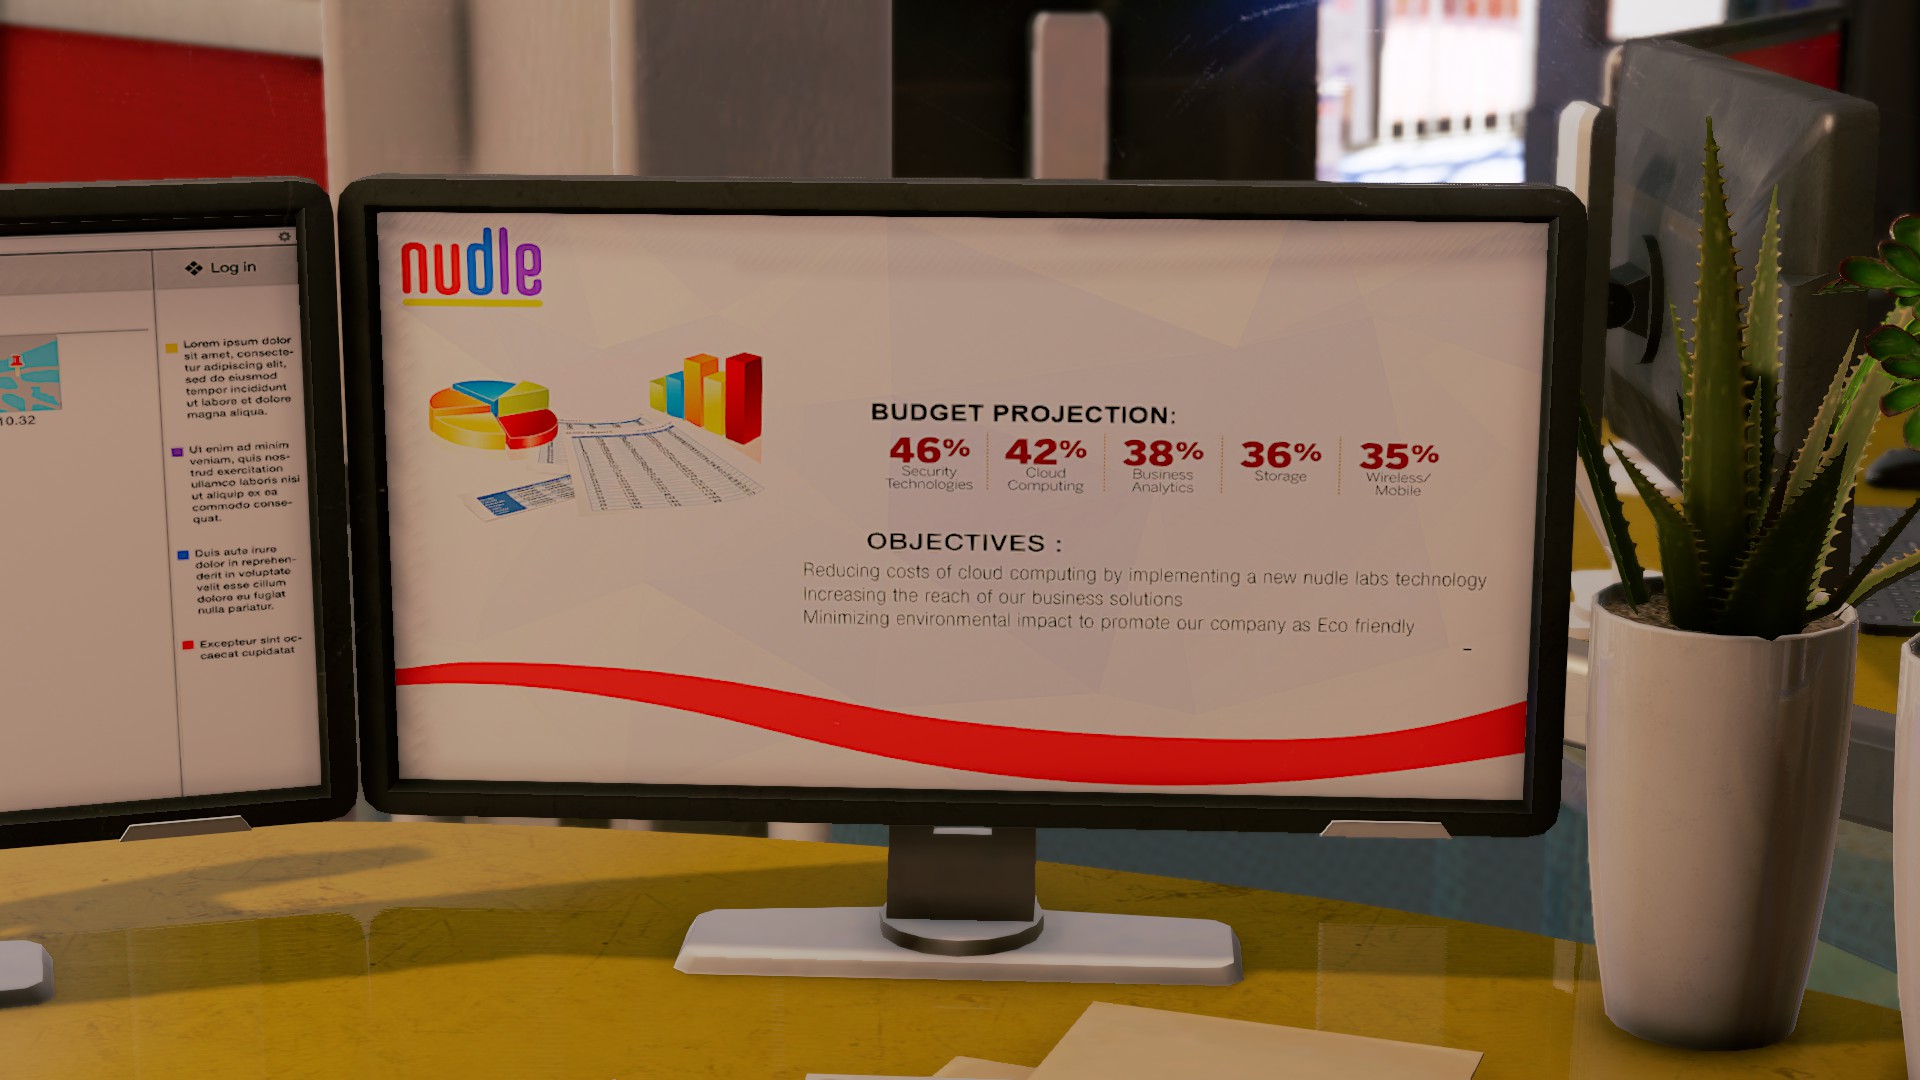 Log in
10.32
Lorem ipsum dolor
sit amet, consecte-
tur adipiscing elit,
sed do eiusmod
tempor incididunt
ut labore et dolore
magna aliqua.
Ut enim ad minim
veniam, quis nos-
trud exercitation
ullamco laboris nisi
ut aliquip ex ea
commodo conse-
quat.
Duis aute irure
dolor in reprehen-
derit in voluptate
velit esse cillum
dolore eu fugiat
nulla pariatur.
Excepteur sint oc-
caecat cupidatat
nudle
BUDGET PROJECTION:
46% 42% 38% 36% 35%
Security Cloud Business Storage Wireless/
Technologies Computing Analytics Mobile
OBJECTIVES :
Reducing costs of cloud computing by implementing a new nudle labs technology
Increasing the reach of our business solutions
Minimizing environmental impact to promote our company as Eco friendly